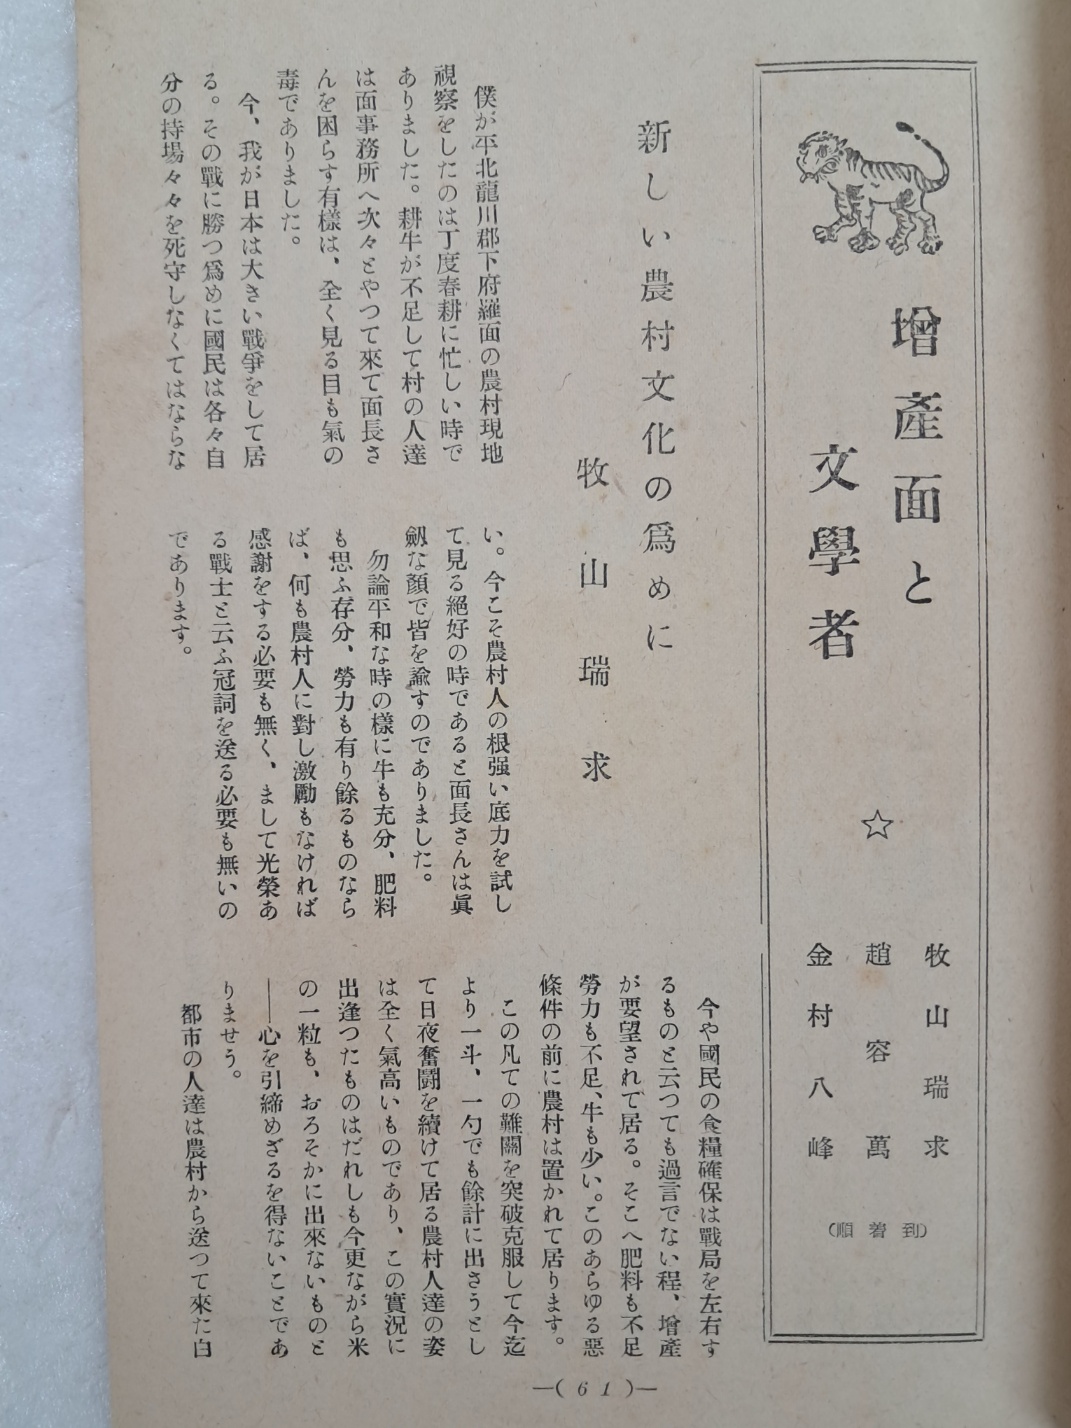 增產面と
文學者
☆
牧山瑞求
趙容萬
金村八峰
(到着順)
新しい農村文化の爲めに
牧山瑞求
僕が平北龍川郡下府羅面の農村現地
視察をしたのは丁度春耕に忙しい時で
ありました。耕牛が不足して村の人達
は面事務所へ次々とやつて來て面長さ
んを困らす有樣は、全く見る目も氣の
毒でありました。
今、我が日本は大きい戰爭をして居
る。その戰に勝つ爲めに國民は各々自
分の持場々々を死守しなくてはならな
い。今こそ農村人の根强い底力を試し
て見る絕好の時であると面長さんは眞
劔な顏で皆を諭すのでありました。
勿論平和な時の樣に牛も充分、肥料
も思ふ存分、勞力も有り餘るものなら
ば、何も農村人に對し激勵もなければ
感謝をする必要も無く、まして光榮あ
る戰士と云ふ冠詞を送る必要も無いの
であります。
今や國民の食糧確保は戰局を左右す
るものと云つても過言でない程、增產
が要望されて居る。そこへ肥料も不足
勞力も不足、牛も少い。このあらゆる惡
條件の前に農村は置かれて居ります。
この凡ての難關を突破克服して今迄
より一斗、一勺でも餘計に出さうとし
て日夜奮鬪を續けて居る農村人達の姿
は全く氣高いものであり、この實況に
出逢つたものはだれしも今更ながら米
の一粒も、おろそかに出來ないものと
――心を引締めざるを得ないことであ
りませう。
都市の人達は農村から送つて來た白
—(61)—